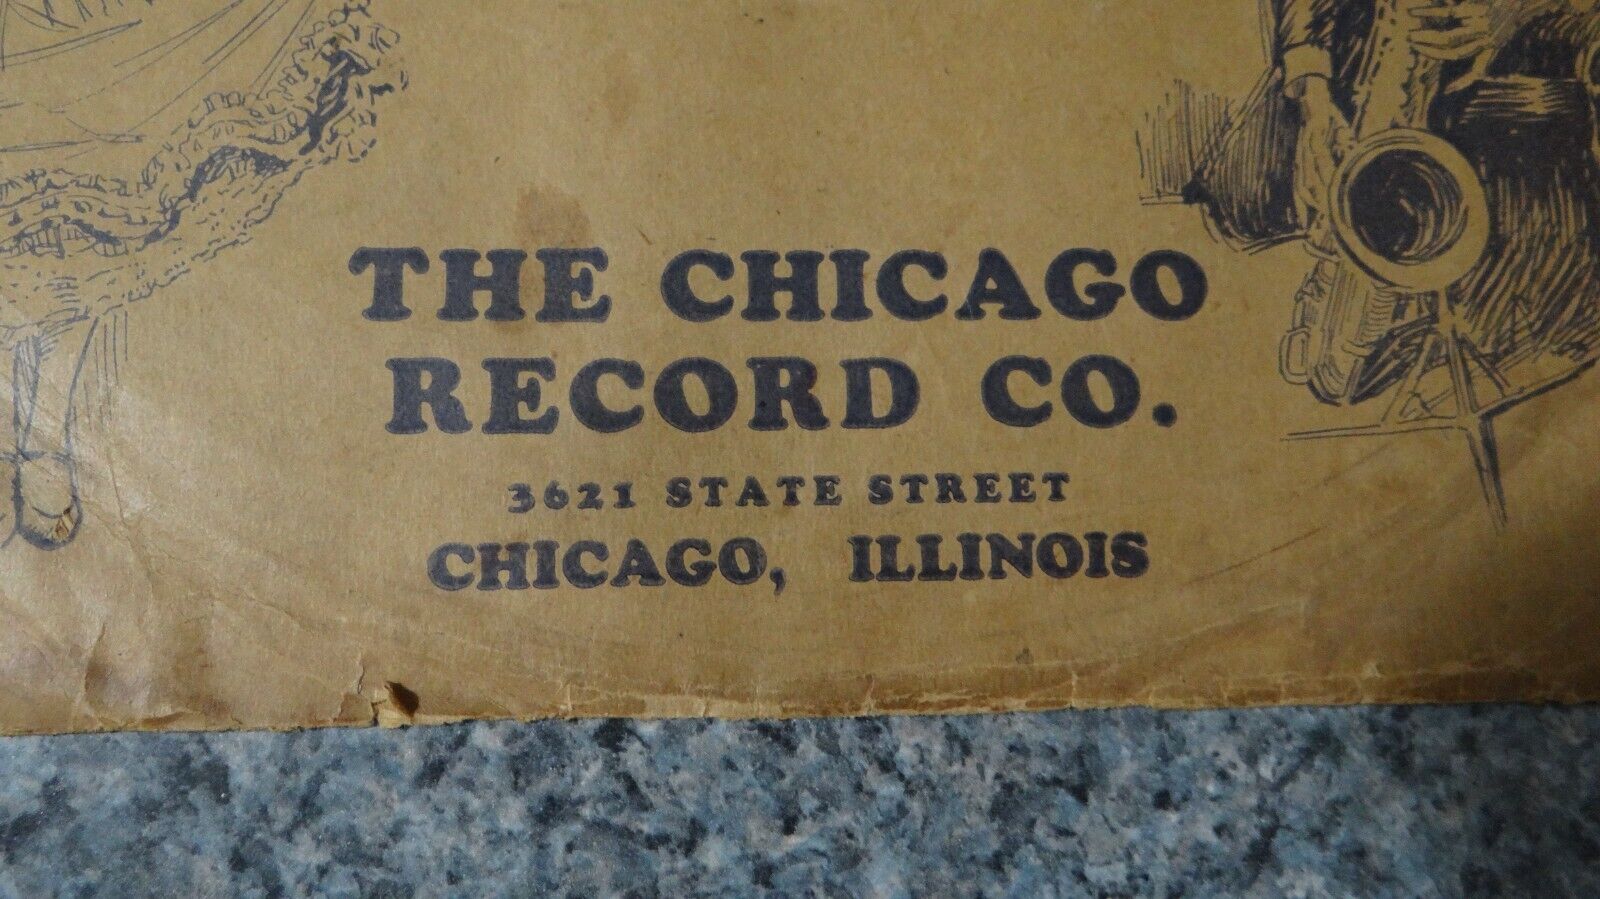 THE CHICAGO
RECORD CO.
3621 STATE STREET
CHICAGO, ILLINOIS